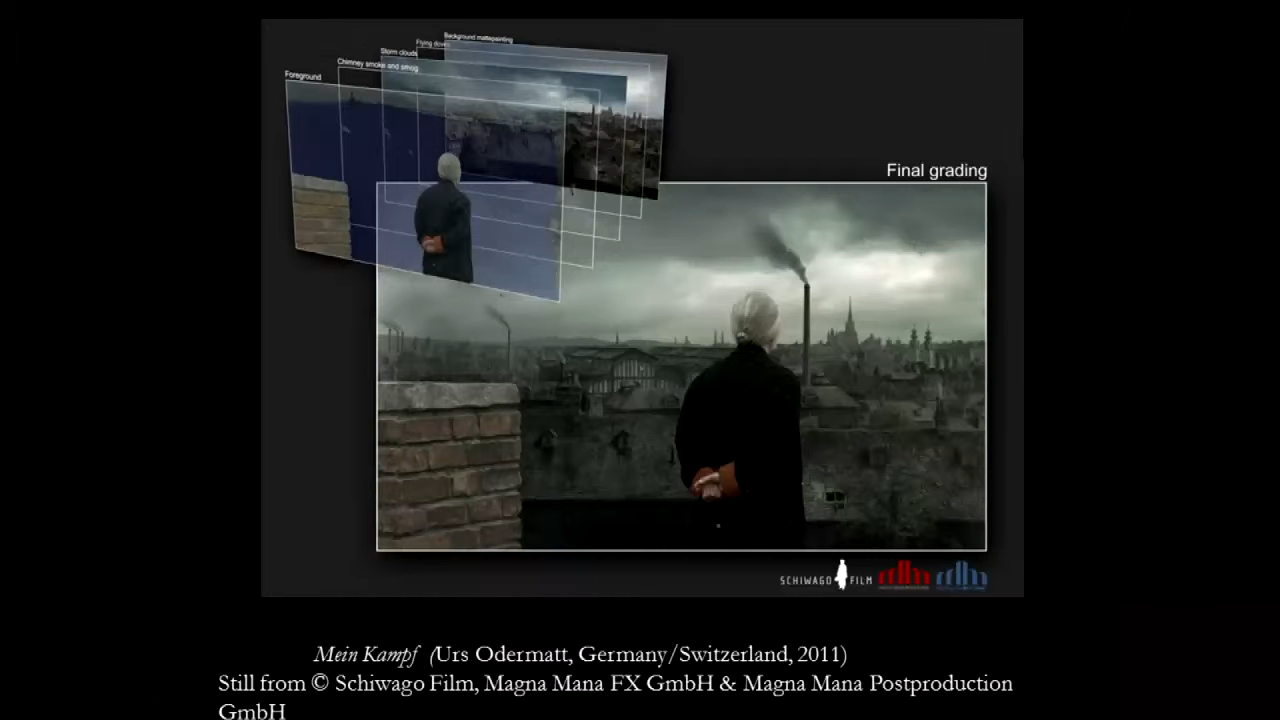 Background mattepainting
Flying doves
Storm clouds
Chimney smoke and smog
Foreground
Final grading
SCHIWAGO FILM
Mein Kampf (Urs Odermatt, Germany/Switzerland, 2011)
Still from © Schiwago Film, Magna Mana FX GmbH & Magna Mana Postproduction
GmbH